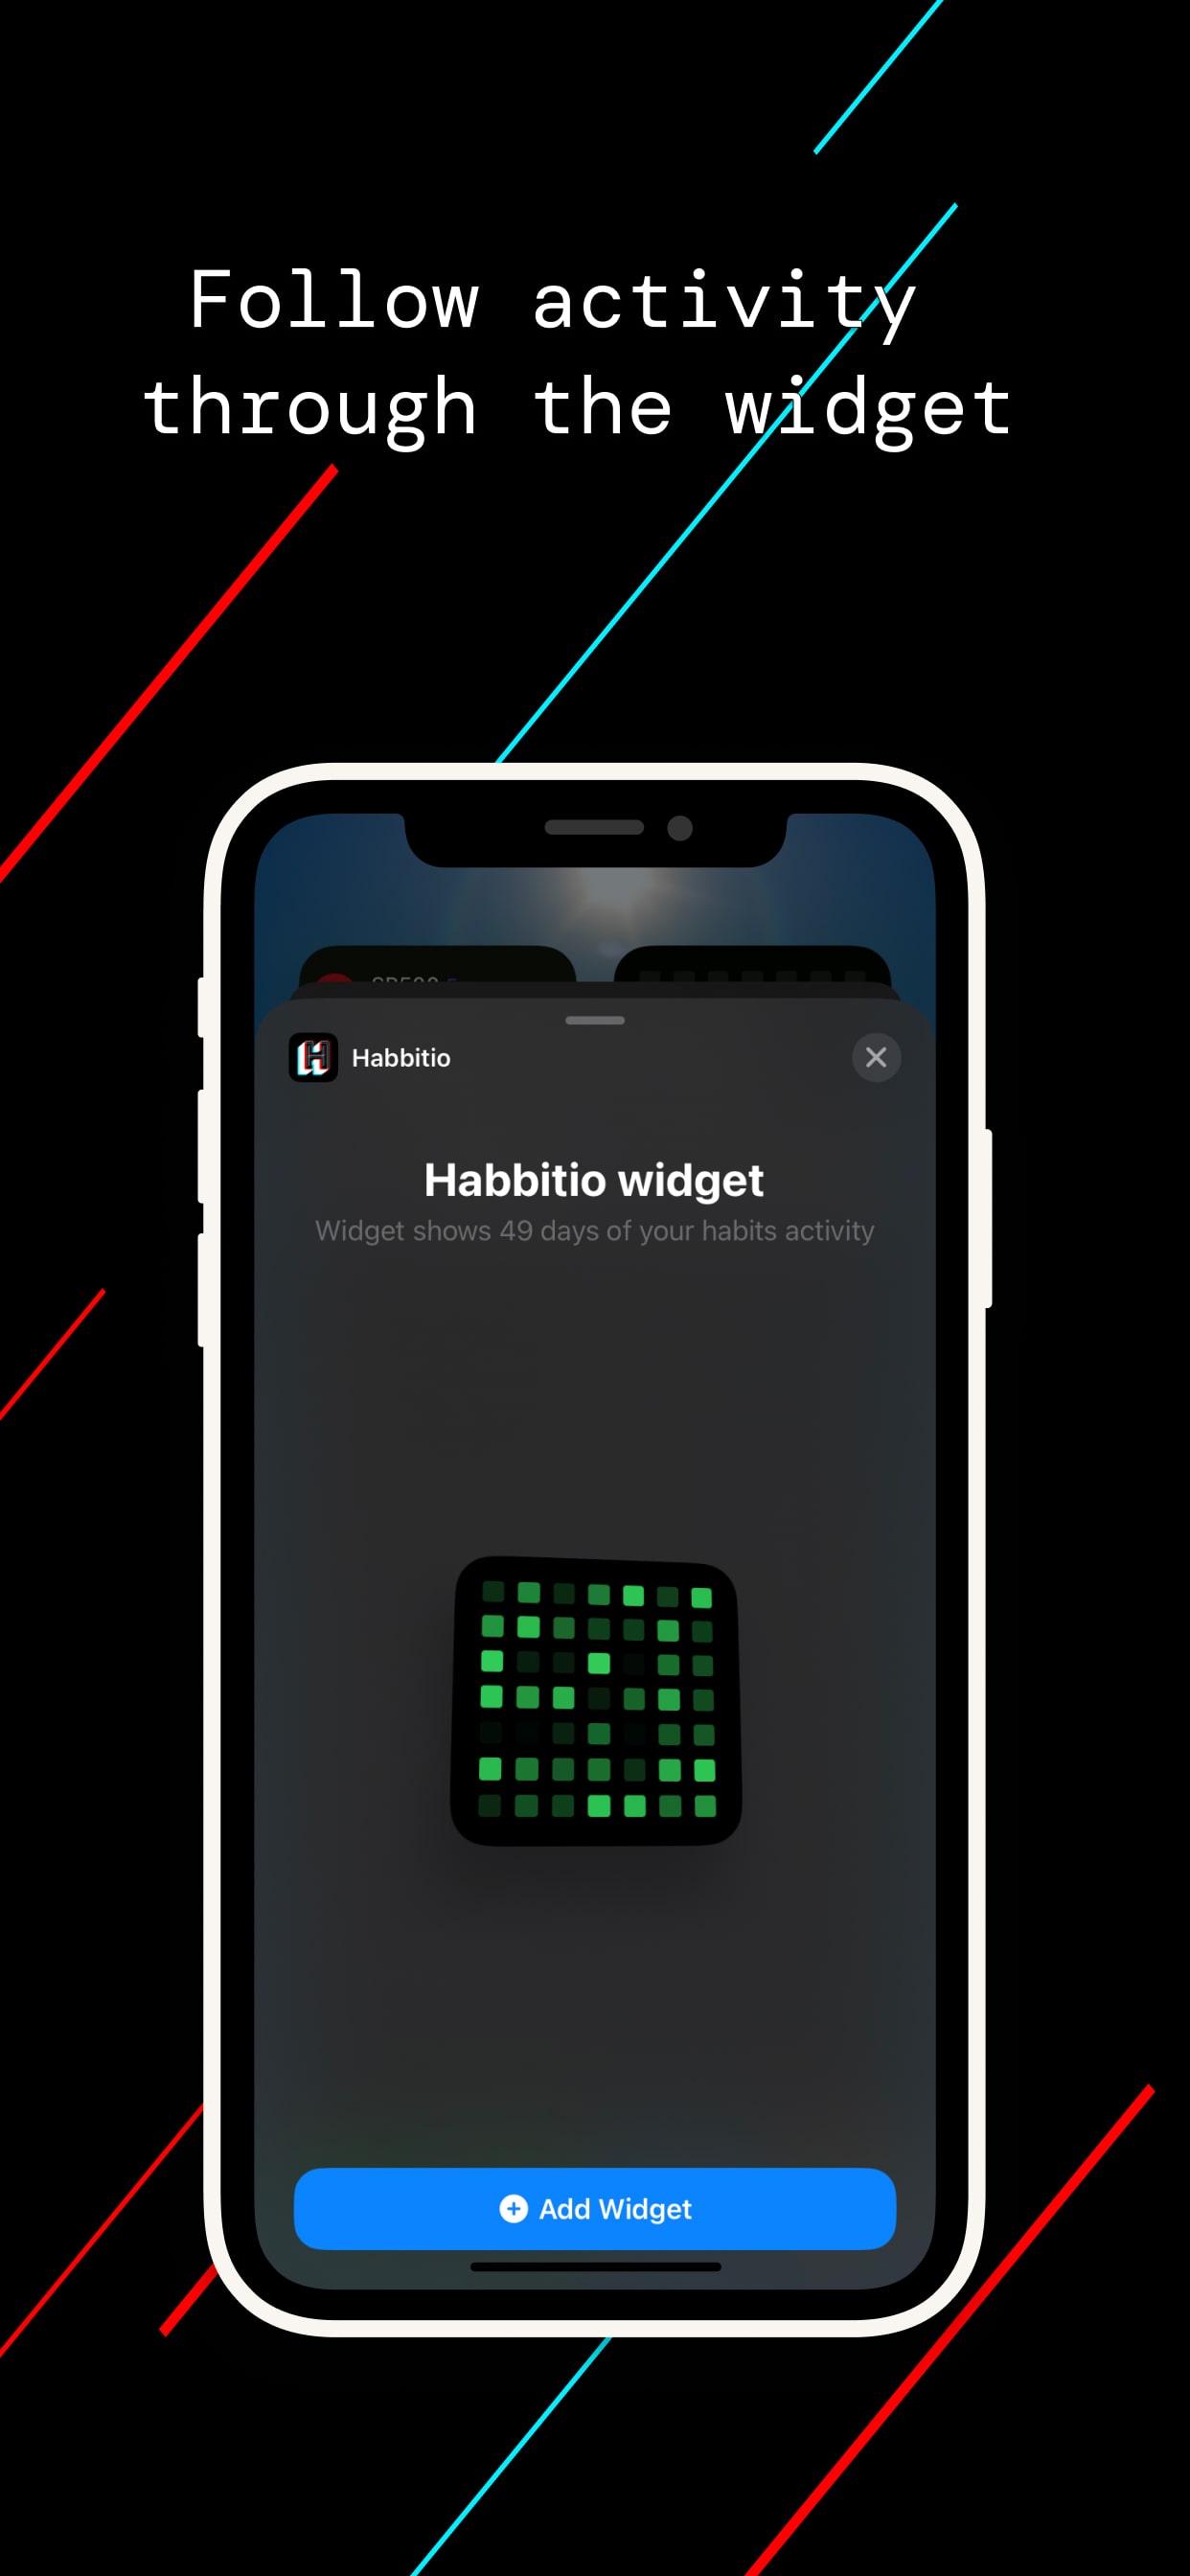 Follow activity
through the widget
Habbitio
Habbitio widget
Widget shows 49 days of your habits activity
Add Widget